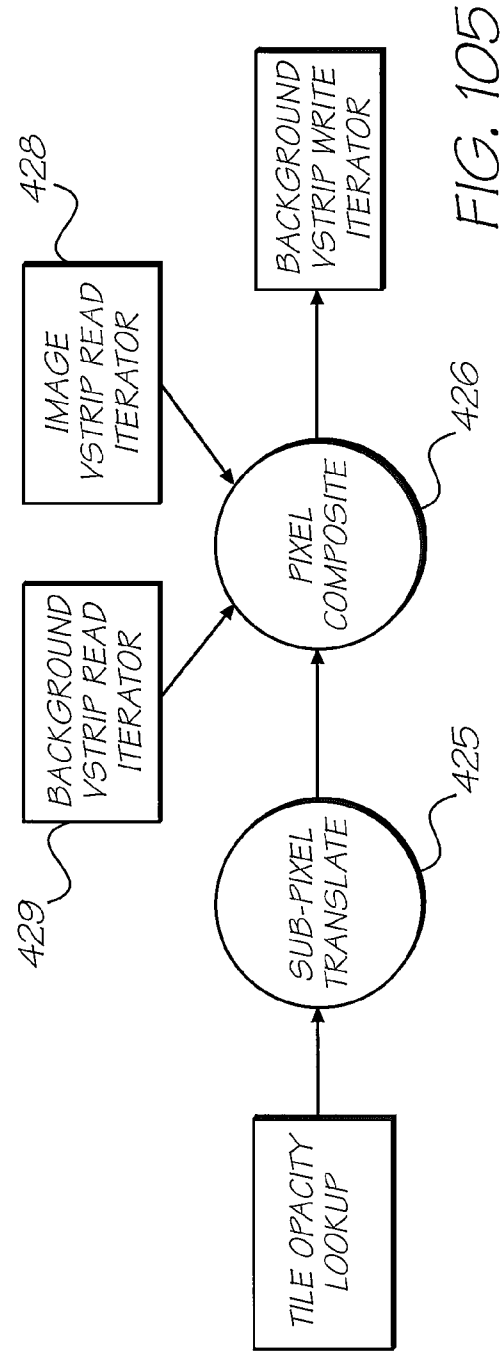 428
IMAGE
VSTRIP READ
ITERATOR
429
BACKGROUND
VSTRIP READ
ITERATOR
TILE OPACITY
LOOKUP
SUB-PIXEL
TRANSLATE
425
PIXEL
COMPOSITE
426
BACKGROUND
VSTRIP WRITE
ITERATOR
FIG. 105